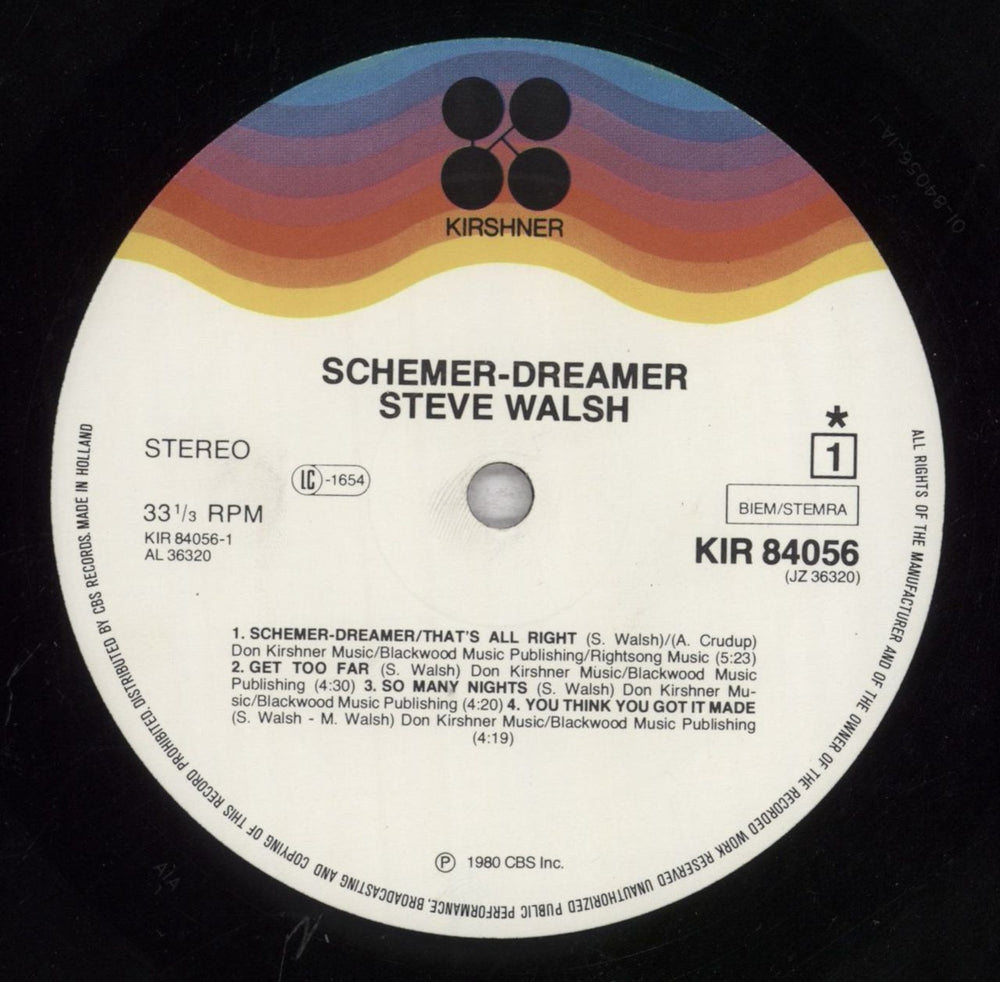 KIRSHNER
SCHEMER-DREAMER
STEVE WALSH
STEREO
LC-1654
33 1/3 RPM
KIR 84056-1
AL 36320
*
1
BIEM/STEMRA
KIR 84056
(JZ 36320)
1. SCHEMER-DREAMER/THAT'S ALL RIGHT (S. Walsh)/(A. Crudup)
Don Kirshner Music/Blackwood Music Publishing/Rightsong Music (5:23)
2. GET TOO FAR (S. Walsh) Don Kirshner Music/Blackwood Music
Publishing (4:30) 3. SO MANY NIGHTS (S. Walsh) Don Kirshner Mu-
sic/Blackwood Music Publishing (4:20) 4. YOU THINK YOU GOT IT MADE
(S. Walsh - M. Walsh) Don Kirshner Music/Blackwood Music Publishing
(4:19)
Ⓟ 1980 CBS Inc.
ALL RIGHTS OF THE MANUFACTURER AND OF THE OWNER OF THE RECORDED WORK RESERVED UNAUTHORIZED PUBLIC PERFORMANCE, BROADCASTING AND COPYING OF THIS RECORD PROHIBITED. DISTRIBUTED BY CBS RECORDS. MADE IN HOLLAND